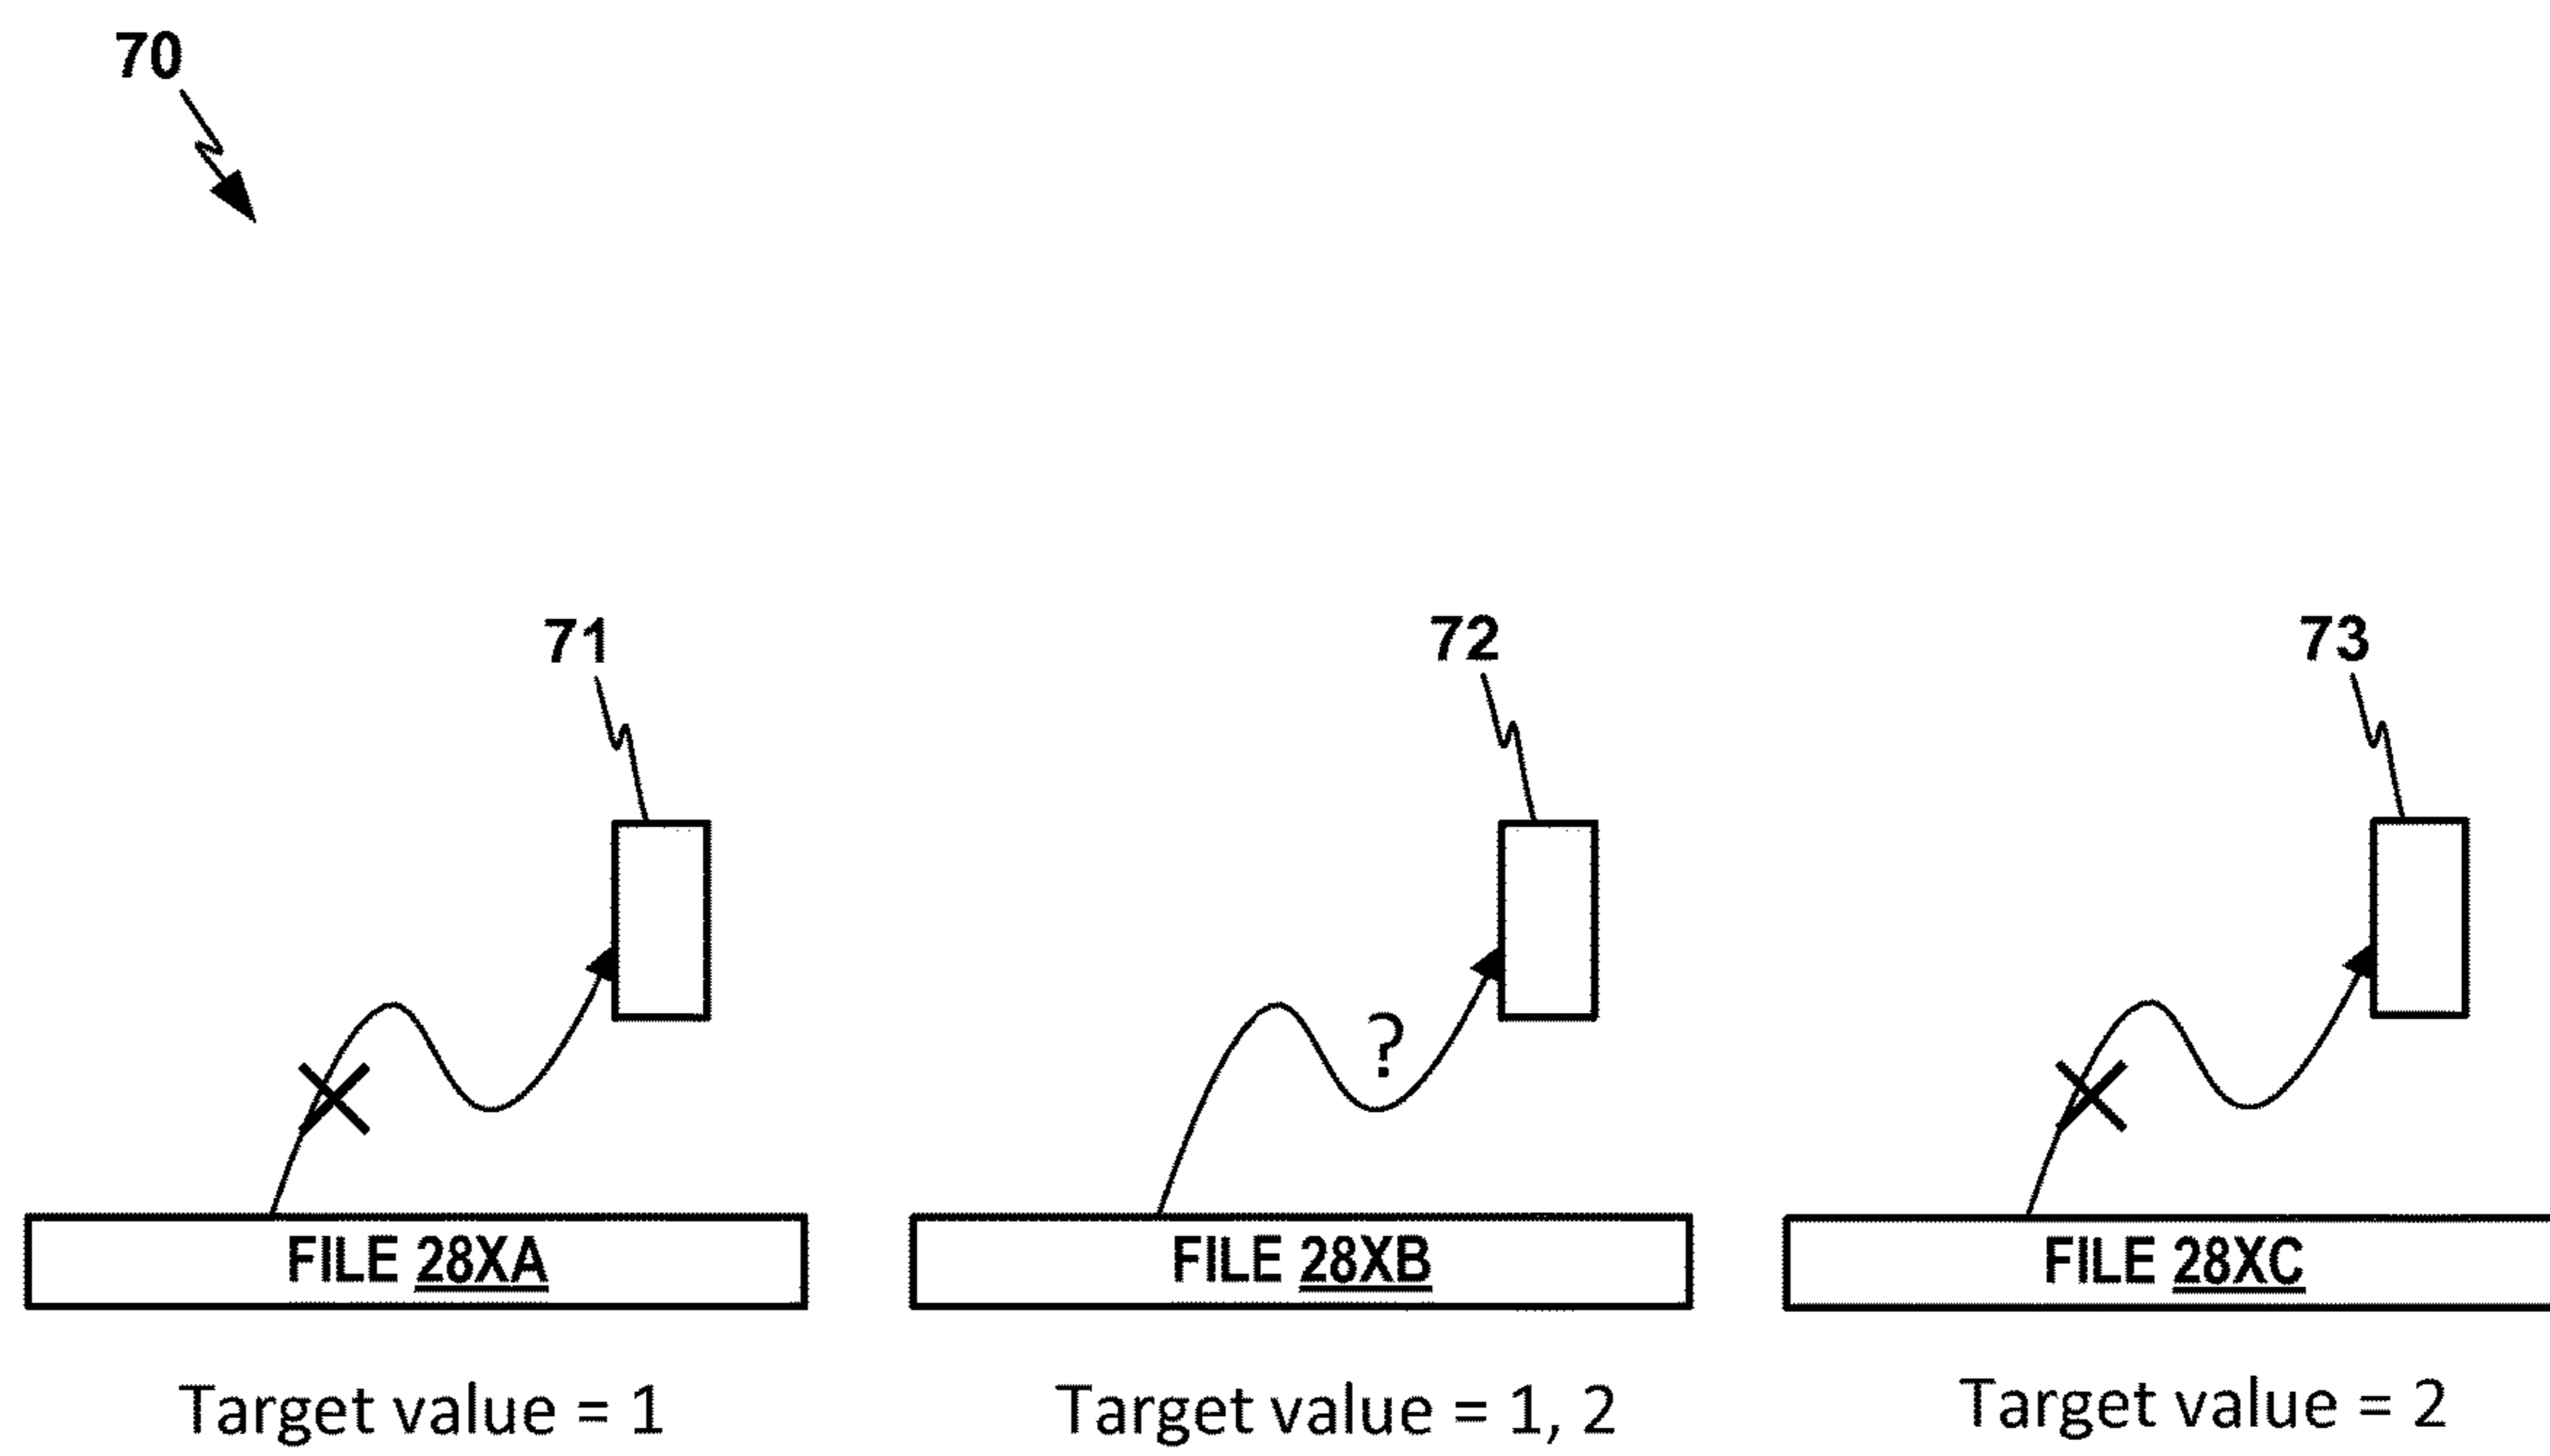 70
71
72
73
?
FILE 28XA
FILE 28XB
FILE 28XC
Target value = 1
Target value = 1, 2
Target value = 2